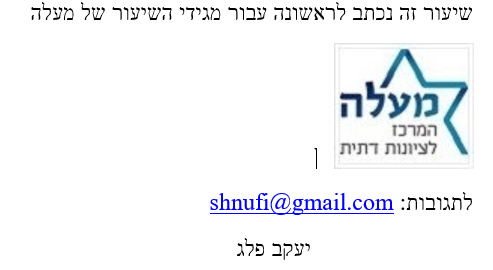 שיעור זה נכתב לראשונה עבור מגידי השיעור של מעלה
מעלה
המרכז
לציונות דתית
לתגובות: shnufi@gmail.com
יעקב פלג